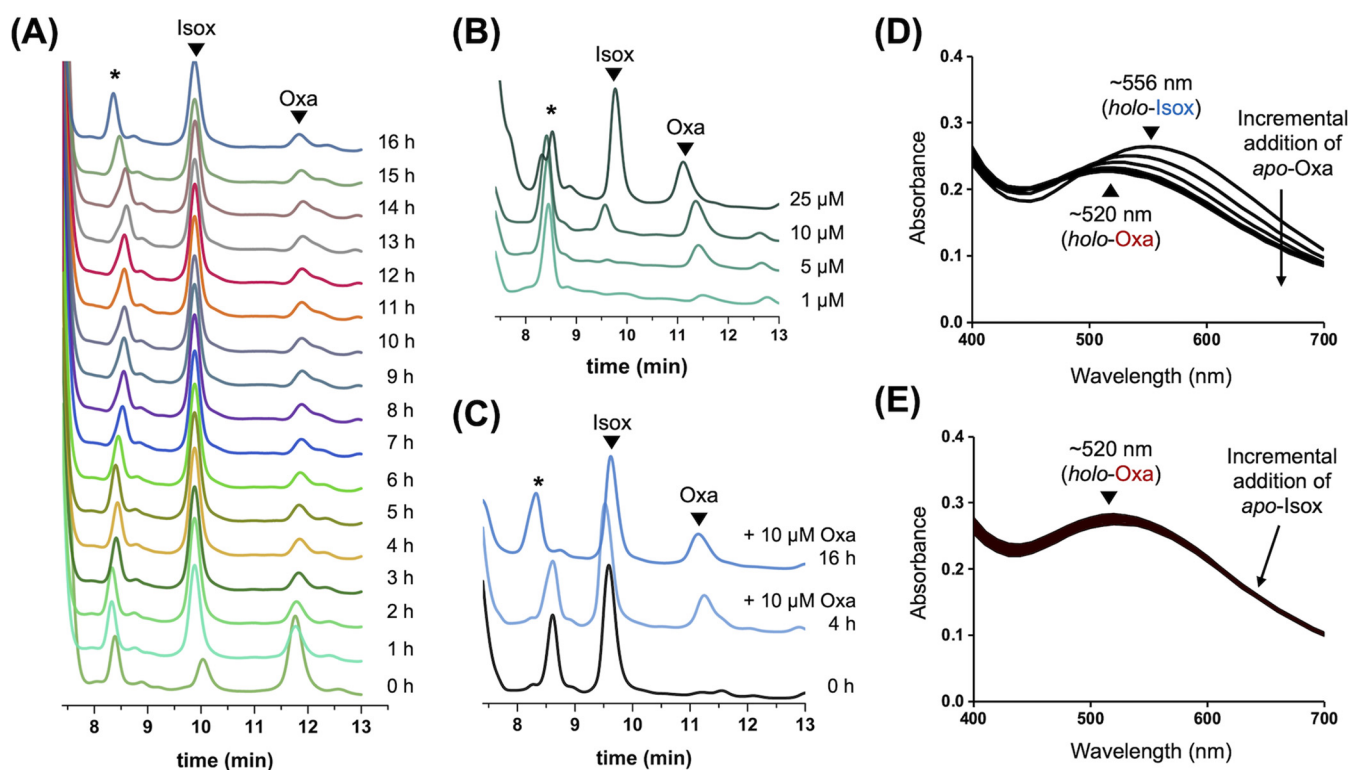 (A)
Isox
*
Oxa
16 h
15 h
14 h
13 h
12 h
11 h
10 h
9 h
8 h
7 h
6 h
5 h
4 h
3 h
2 h
1 h
0 h
8 9 10 11 12 13
time (min)
(B)
Isox
*
Oxa
25 µM
10 µM
5 µM
1 µM
8 9 10 11 12 13
time (min)
(C)
Isox
*
Oxa
+ 10 µM Oxa
16 h
+ 10 µM Oxa
4 h
0 h
8 9 10 11 12 13
time (min)
(D)
0.4
0.3
0.2
0.1
0.0
Absorbance
~556 nm
(holo-Isox)
Incremental
addition of
apo-Oxa
~520 nm
(holo-Oxa)
400 500 600 700
Wavelength (nm)
(E)
0.4
0.3
0.2
0.1
0.0
Absorbance
~520 nm
(holo-Oxa)
Incremental
addition of
apo-Isox
400 500 600 700
Wavelength (nm)